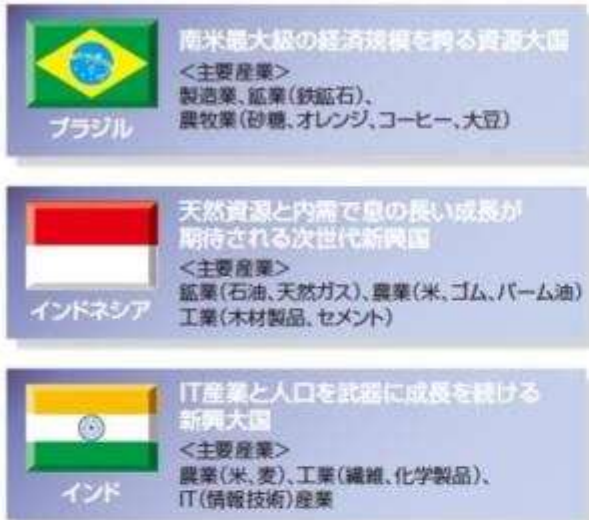 ブラジル
南米最大級の経済規模を誇る資源大国
<主要産業>
製造業、鉱業(鉄鉱石)、
農牧業(砂糖、オレンジ、コーヒー、大豆)
インドネシア
天然資源と内需で息の長い成長が
期待される次世代新興国
<主要産業>
鉱業(石油、天然ガス)、農業(米、ゴム、パーム油)
工業(木材製品、セメント)
インド
IT産業と人口を武器に成長を続ける
新興大国
<主要産業>
農業(米、麦)、工業(繊維、化学製品)、
IT(情報技術)産業